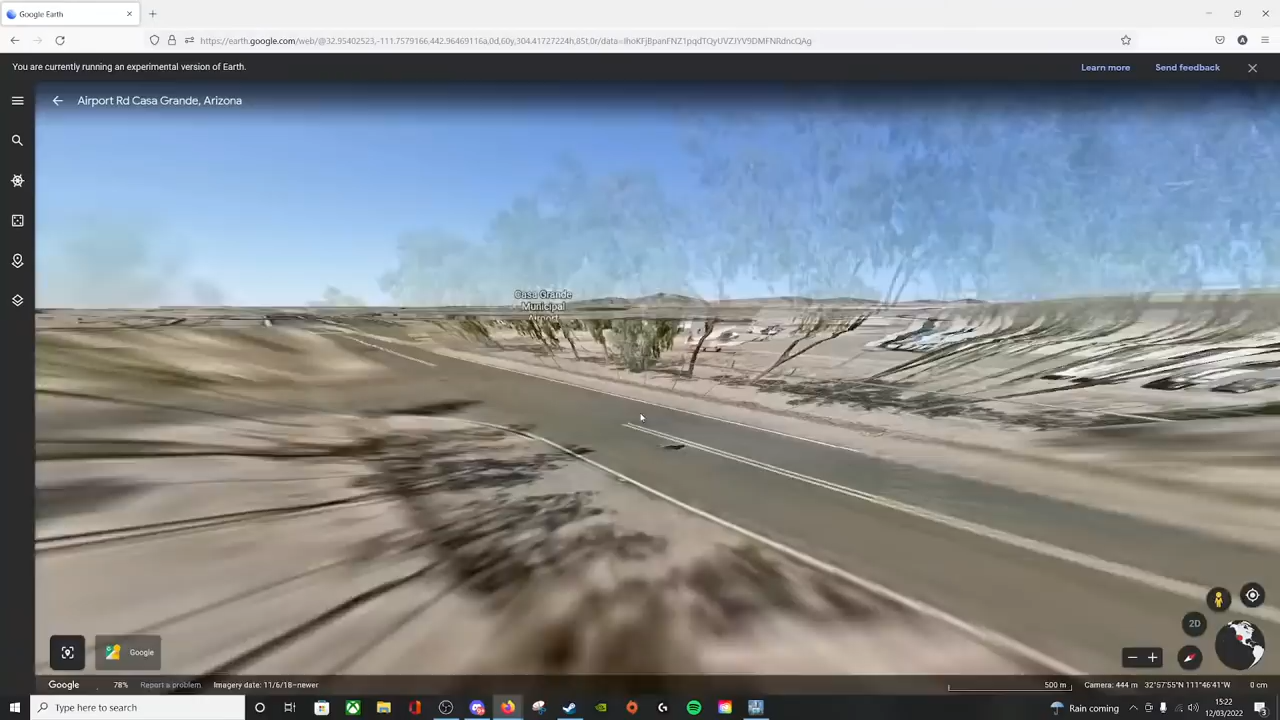 Google Earth
https://earth.google.com/web/@32.95402523,-111.7579166,442.96469116a,0d,60y,304.41727224h,85t,0r/data=IhoKFjBpanFNZ1pqdTQyUVZJYV9DMFNRdncQAg
You are currently running an experimental version of Earth.
Learn more
Send feedback
Airport Rd Casa Grande, Arizona
Casa Grande
Municipal
Airport
2D
Google
Google
78%
Report a problem
Imagery date: 11/6/18–newer
500 m
Camera: 444 m
32°57'55"N 111°46'41"W
0 cm
Type here to search
Rain coming
15:22
12/03/2022